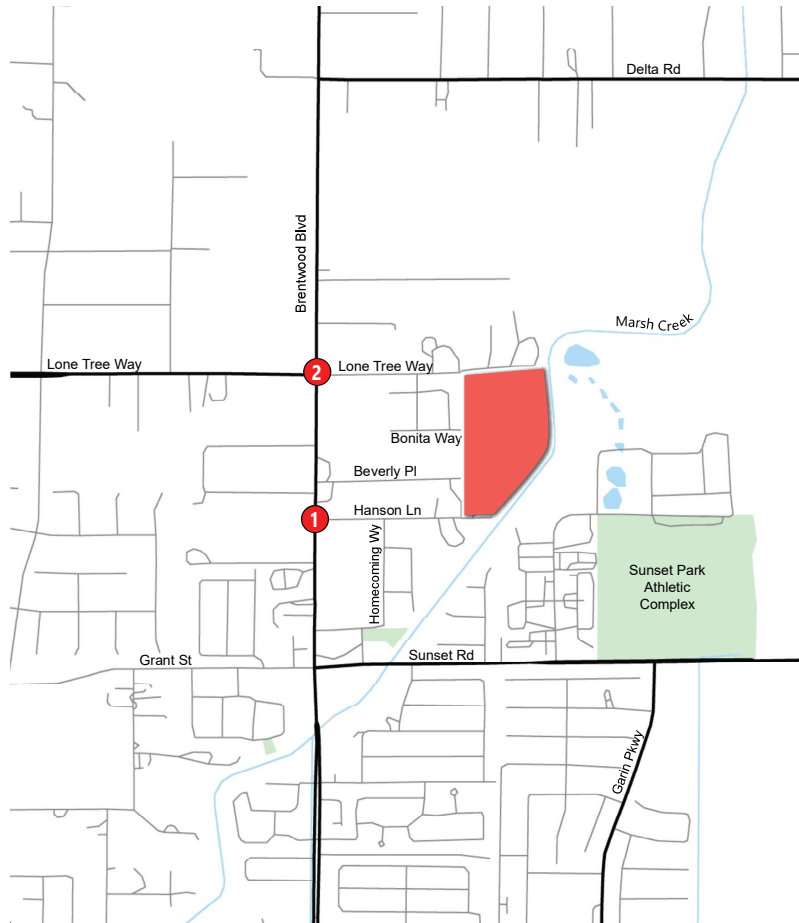 Delta Rd
Brentwood Blvd
Marsh Creek
Lone Tree Way
2
Lone Tree Way
Bonita Way
Beverly Pl
Hanson Ln
1
Homecoming Wy
Sunset Park
Athletic
Complex
Grant St
Sunset Rd
Garin Pkwy